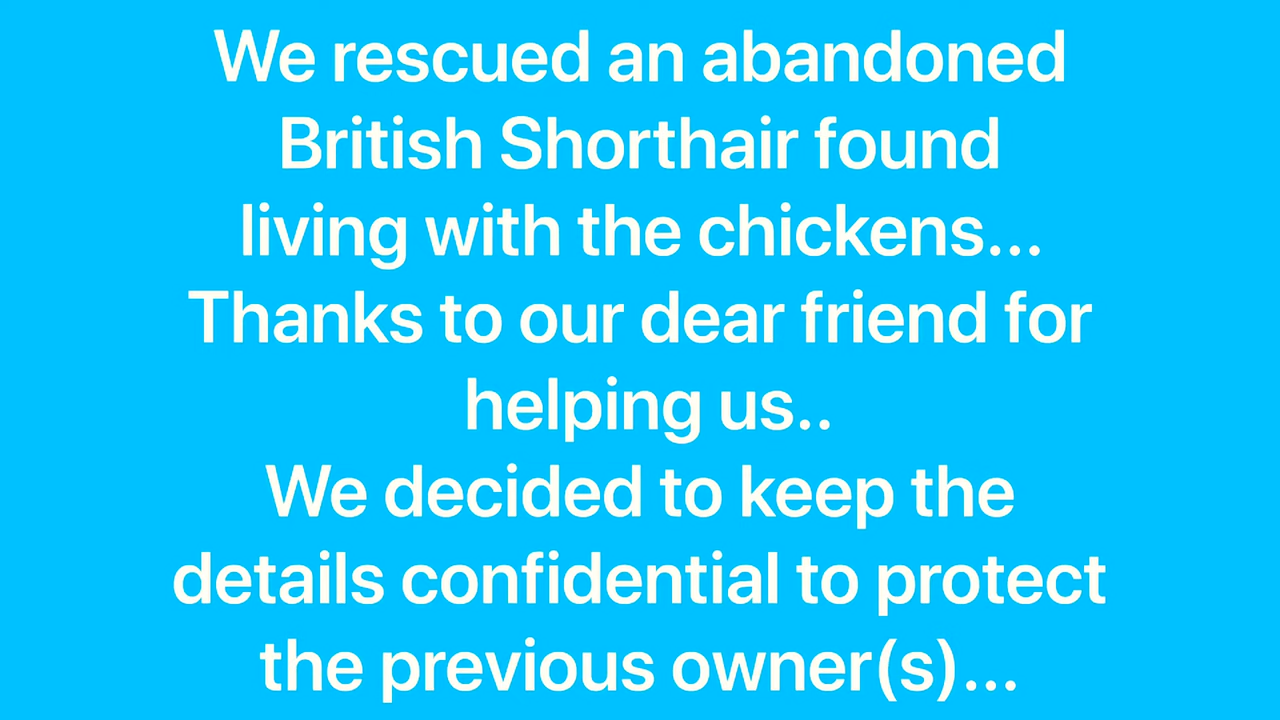 We rescued an abandoned
British Shorthair found
living with the chickens...
Thanks to our dear friend for
helping us..
We decided to keep the
details confidential to protect
the previous owner(s)...